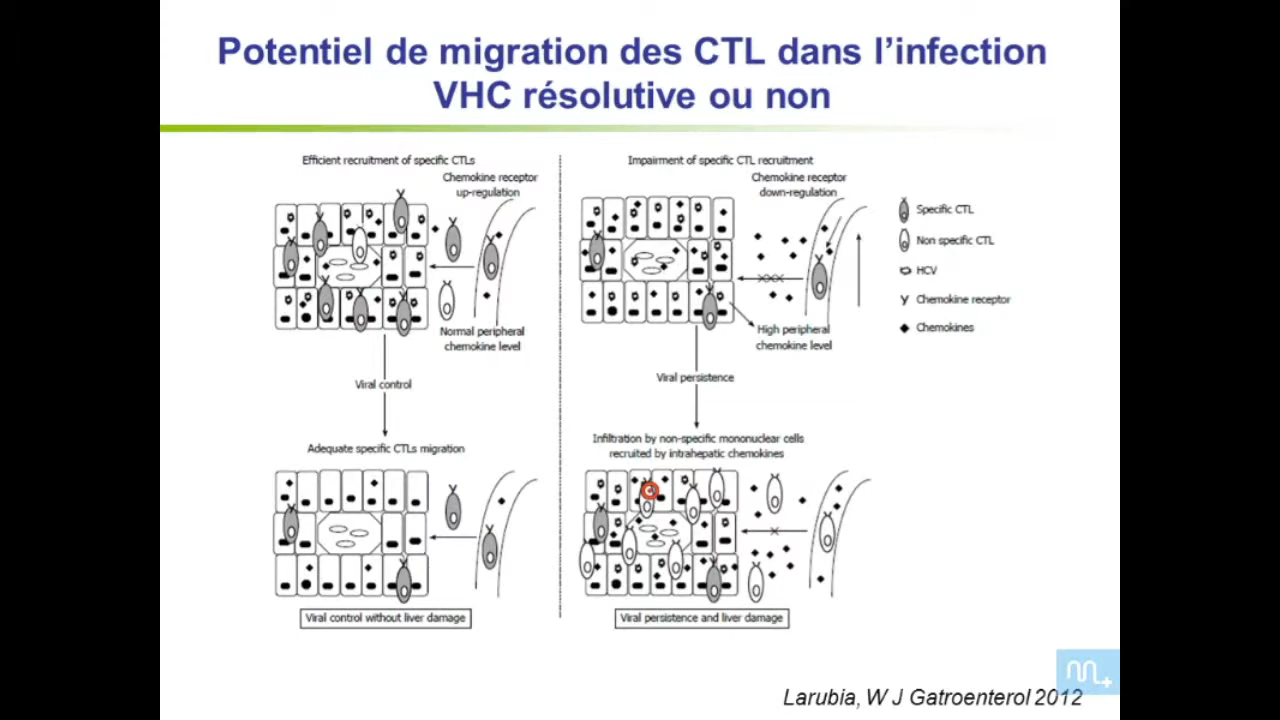 Potentiel de migration des CTL dans l’infection
VHC résolutive ou non
Efficient recruitment of specific CTLs
Chemokine receptor
up-regulation
Normal peripheral
chemokine level
Viral control
Adequate specific CTLs migration
Viral control without liver damage
Impairment of specific CTL recruitment
Chemokine receptor
down-regulation
High peripheral
chemokine level
Viral persistence
Infiltration by non-specific mononuclear cells
recruited by intrahepatic chemokines
Viral persistence and liver damage
Specific CTL
Non specific CTL
HCV
Chemokine receptor
Chemokines
Larubia, W J Gatroenterol 2012